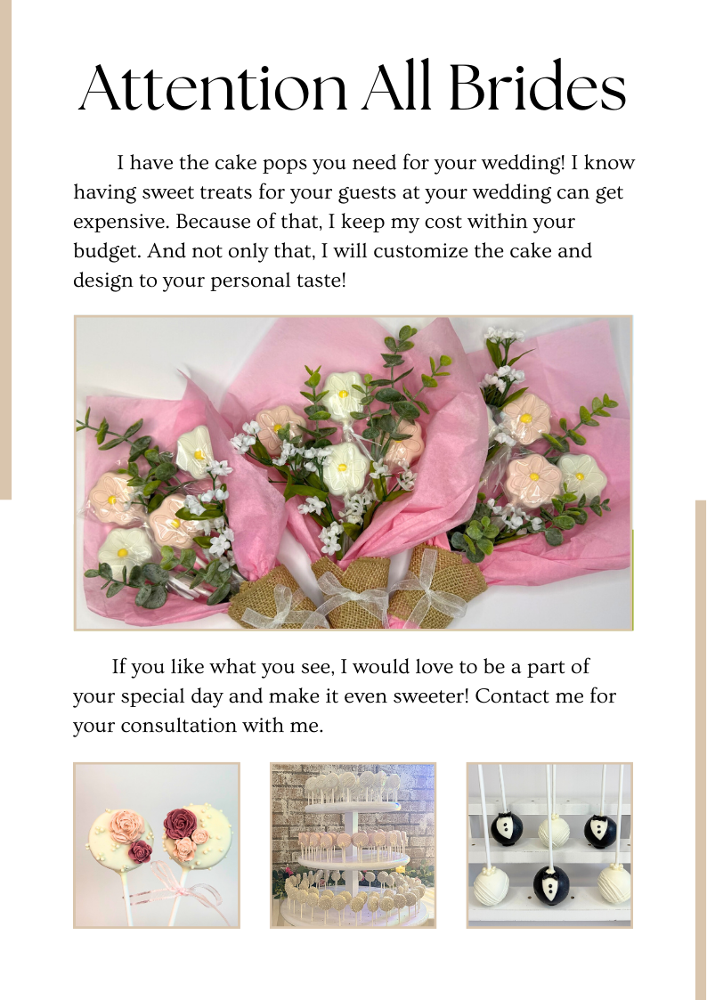 Attention All Brides
I have the cake pops you need for your wedding! I know
having sweet treats for your guests at your wedding can get
expensive. Because of that, I keep my cost within your
budget. And not only that, I will customize the cake and
design to your personal taste!
If you like what you see, I would love to be a part of
your special day and make it even sweeter! Contact me for
your consultation with me.